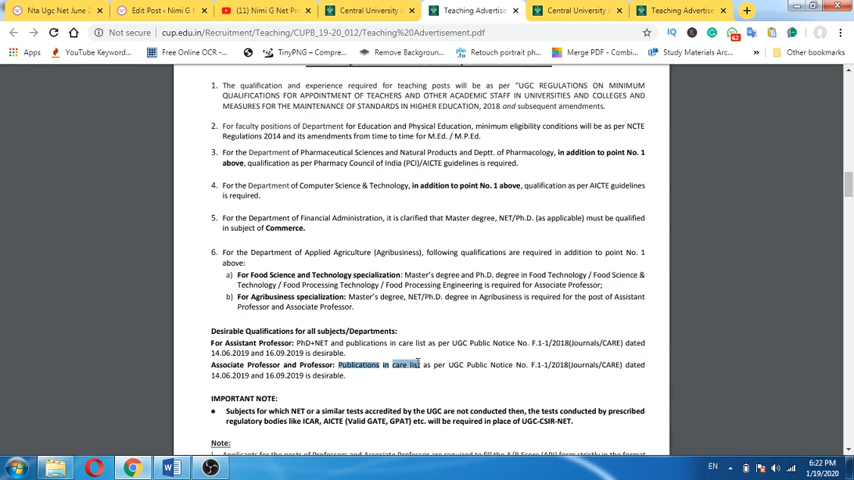 Nta Ugc Net June 2
Edit Post ‹ Nimi G N
(11) Nimi G Net Pro
Central University o
Teaching Advertisem
Central University o
Teaching Advertisem
Not secure | cup.edu.in/Recruitment/Teaching/CUPB_19-20_012/Teaching%20Advertisement.pdf
Apps YouTube Keyword... Free Online OCR - TinyPNG – Compre... Remove Backgroun... Retouch portrait ph... Merge PDF - Combin... Study Materials Arc... » Other bookmarks
1. The qualification and experience required for teaching posts will be as per "UGC REGULATIONS ON MINIMUM
QUALIFICATIONS FOR APPOINTMENT OF TEACHERS AND OTHER ACADEMIC STAFF IN UNIVERSITIES AND COLLEGES AND
MEASURES FOR THE MAINTENANCE OF STANDARDS IN HIGHER EDUCATION, 2018 and subsequent amendments.
2. For faculty positions of Department for Education and Physical Education, minimum eligibility conditions will be as per NCTE
Regulations 2014 and its amendments from time to time for M.Ed. / M.P.Ed.
3. For the Department of Pharmaceutical Sciences and Natural Products and Deptt. of Pharmacology, in addition to point No. 1
above, qualification as per Pharmacy Council of India (PCI)/AICTE guidelines is required.
4. For the Department of Computer Science & Technology, in addition to point No. 1 above, qualification as per AICTE guidelines
is required.
5. For the Department of Financial Administration, it is clarified that Master degree, NET/Ph.D. (as applicable) must be qualified
in subject of Commerce.
6. For the Department of Applied Agriculture (Agribusiness), following qualifications are required in addition to point No. 1
above:
a) For Food Science and Technology specialization: Master's degree and Ph.D. degree in Food Technology / Food Science &
Technology / Food Processing Technology / Food Processing Engineering is required for Associate Professor;
b) For Agribusiness specialization: Master's degree, NET/Ph.D. degree in Agribusiness is required for the post of Assistant
Professor and Associate Professor.
Desirable Qualifications for all subjects/Departments:
For Assistant Professor: PhD+NET and publications in care list as per UGC Public Notice No. F.1-1/2018(Journals/CARE) dated
14.06.2019 and 16.09.2019 is desirable.
Associate Professor and Professor: Publications in care list as per UGC Public Notice No. F.1-1/2018(Journals/CARE) dated
14.06.2019 and 16.09.2019 is desirable.
IMPORTANT NOTE:
• Subjects for which NET or a similar tests accredited by the UGC are not conducted then, the tests conducted by prescribed
regulatory bodies like ICAR, AICTE (Valid GATE, GPAT) etc. will be required in place of UGC-CSIR-NET.
Note:
EN
6:22 PM
1/19/2020